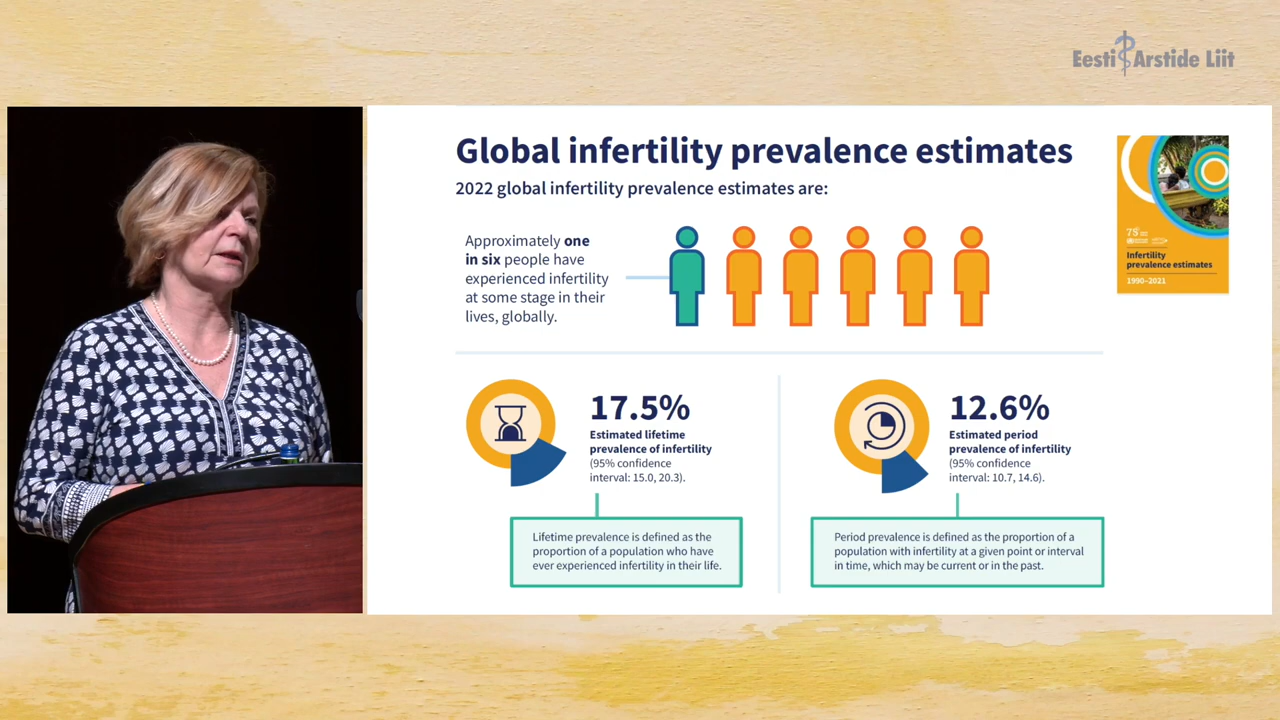 Eesti Arstide Liit
Global infertility prevalence estimates
2022 global infertility prevalence estimates are:
Approximately one
in six people have
experienced infertility
at some stage in their
lives, globally.
75
Infertility
prevalence estimates
1990–2021
17.5%
Estimated lifetime
prevalence of infertility
(95% confidence
interval: 15.0, 20.3).
Lifetime prevalence is defined as the
proportion of a population who have
ever experienced infertility in their life.
12.6%
Estimated period
prevalence of infertility
(95% confidence
interval: 10.7, 14.6).
Period prevalence is defined as the proportion of a
population with infertility at a given point or interval
in time, which may be current or in the past.